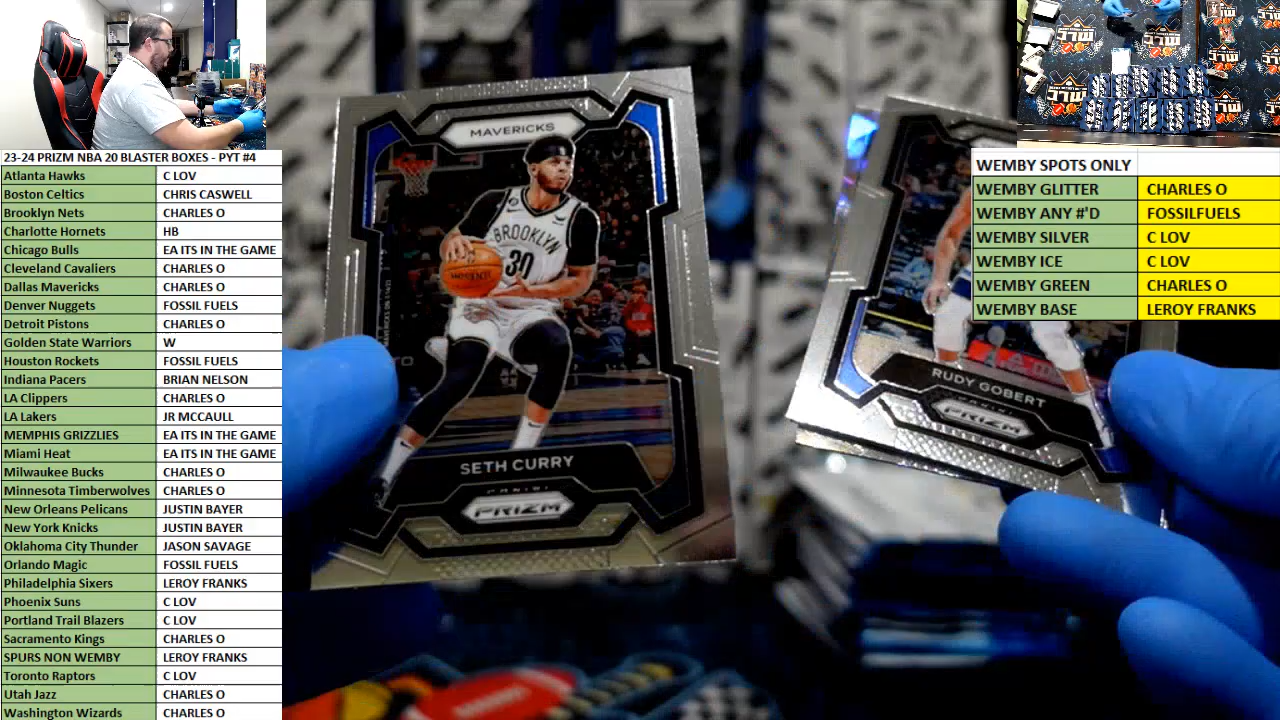 23-24 PRIZM NBA 20 BLASTER BOXES - PYT #4
Atlanta Hawks C LOV
Boston Celtics CHRIS CASWELL
Brooklyn Nets CHARLES O
Charlotte Hornets HB
Chicago Bulls EA ITS IN THE GAME
Cleveland Cavaliers CHARLES O
Dallas Mavericks CHARLES O
Denver Nuggets FOSSIL FUELS
Detroit Pistons CHARLES O
Golden State Warriors W
Houston Rockets FOSSIL FUELS
Indiana Pacers BRIAN NELSON
LA Clippers CHARLES O
LA Lakers JR MCCAULL
MEMPHIS GRIZZLIES EA ITS IN THE GAME
Miami Heat EA ITS IN THE GAME
Milwaukee Bucks CHARLES O
Minnesota Timberwolves CHARLES O
New Orleans Pelicans JUSTIN BAYER
New York Knicks JUSTIN BAYER
Oklahoma City Thunder JASON SAVAGE
Orlando Magic FOSSIL FUELS
Philadelphia Sixers LEROY FRANKS
Phoenix Suns C LOV
Portland Trail Blazers C LOV
Sacramento Kings CHARLES O
SPURS NON WEMBY LEROY FRANKS
Toronto Raptors C LOV
Utah Jazz CHARLES O
Washington Wizards CHARLES O
MAVERICKS
BROOKLYN
30
SETH CURRY
PANINI
PRIZM
RUDY GOBERT
PANINI
PRIZM
WEMBY SPOTS ONLY
WEMBY GLITTER CHARLES O
WEMBY ANY #'D FOSSILFUELS
WEMBY SILVER C LOV
WEMBY ICE C LOV
WEMBY GREEN CHARLES O
WEMBY BASE LEROY FRANKS